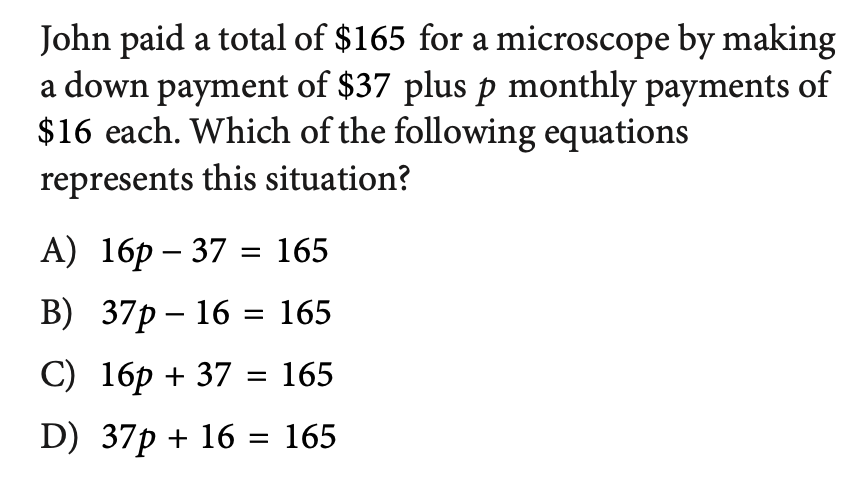 John paid a total of $165 for a microscope by making
a down payment of $37 plus p monthly payments of
$16 each. Which of the following equations
represents this situation?
A) 16p – 37 = 165
B) 37p – 16 = 165
C) 16p + 37 = 165
D) 37p + 16 = 165